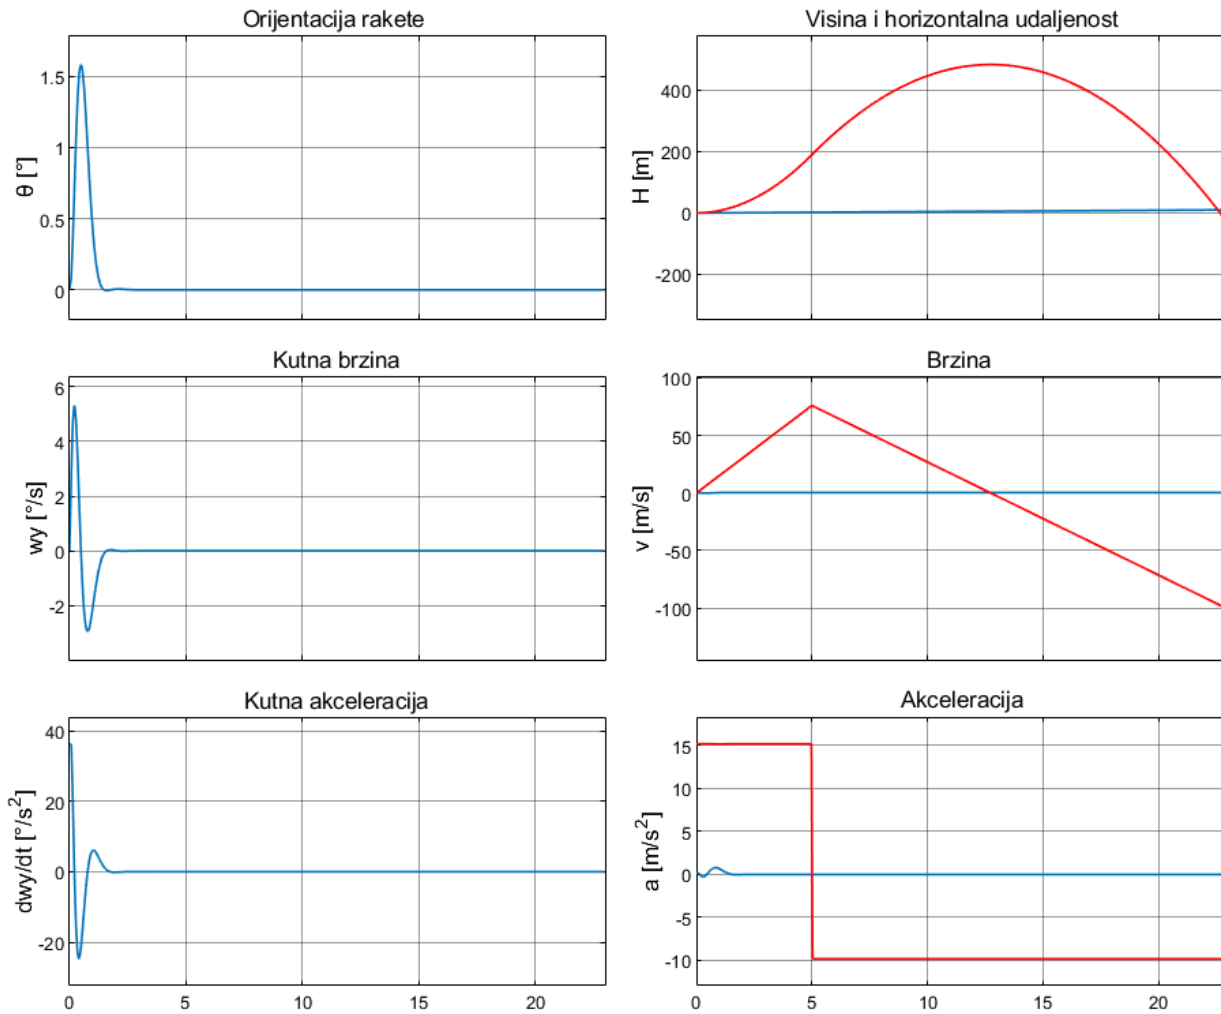 Orijentacija rakete
θ [°]
1.5
1
0.5
0
Visina i horizontalna udaljenost
H [m]
400
200
0
-200
Kutna brzina
wy [°/s]
6
4
2
0
-2
Brzina
v [m/s]
100
50
0
-50
-100
Kutna akceleracija
dwy/dt [°/s²]
40
20
0
-20
0 5 10 15 20
Akceleracija
a [m/s²]
15
10
5
0
-5
-10
0 5 10 15 20